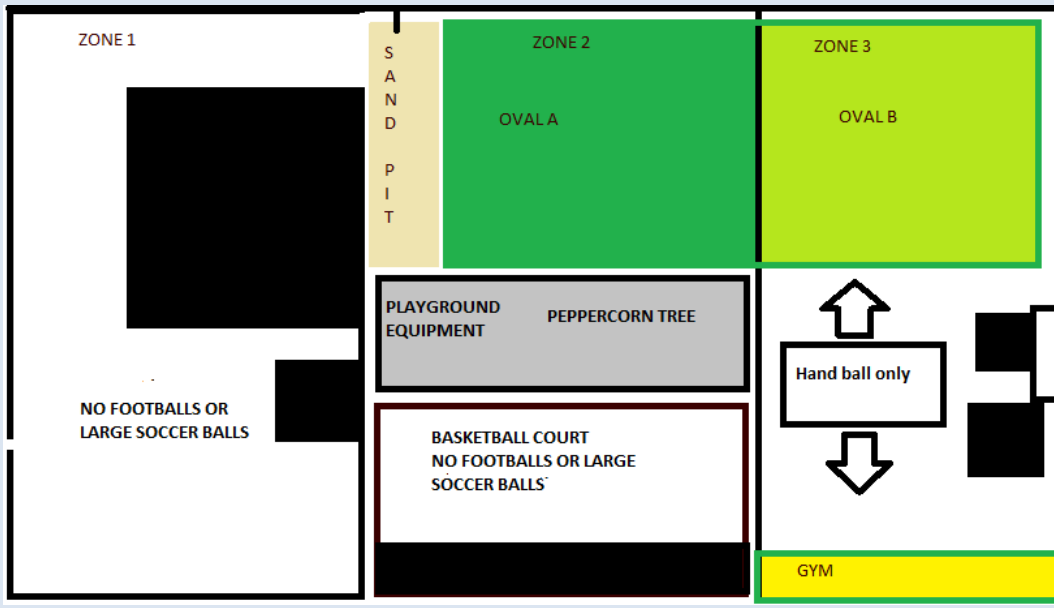 ZONE 1
S
A
N
D
P
I
T
ZONE 2
OVAL A
ZONE 3
OVAL B
PLAYGROUND
EQUIPMENT
PEPPERCORN TREE
Hand ball only
NO FOOTBALLS OR
LARGE SOCCER BALLS
BASKETBALL COURT
NO FOOTBALLS OR LARGE
SOCCER BALLS
GYM